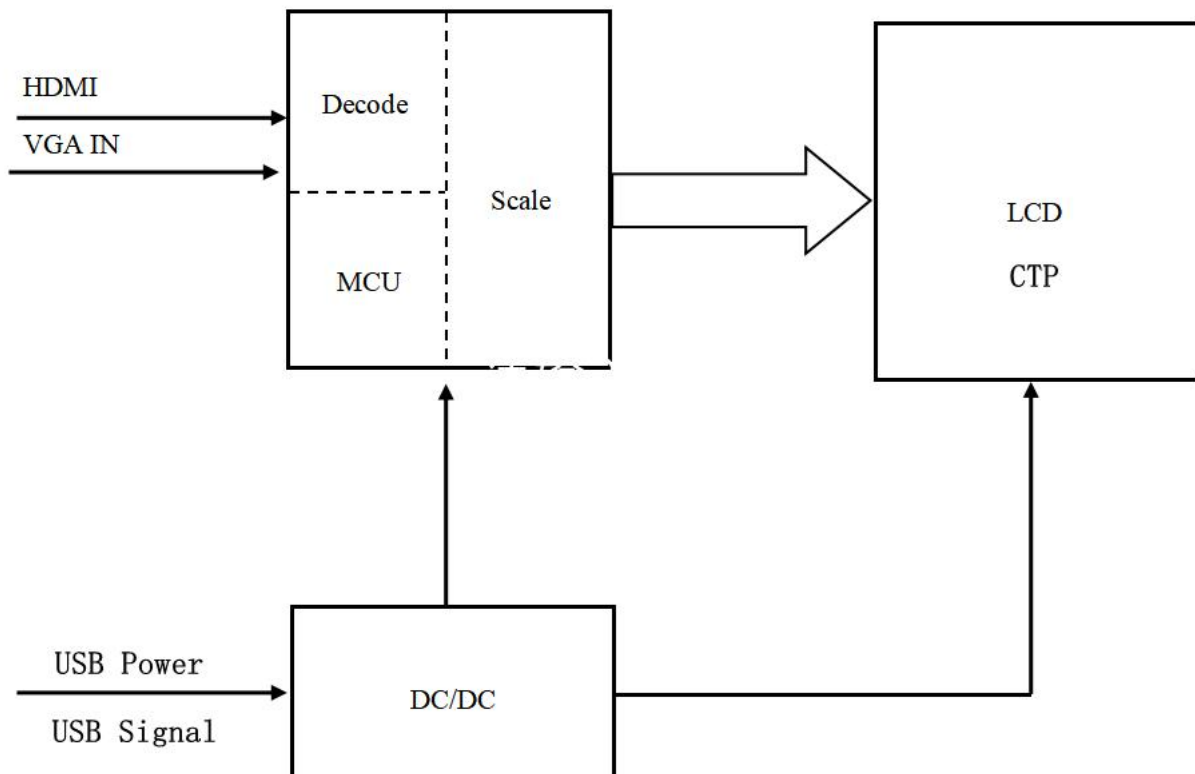 HDMI
VGA IN
Decode
MCU
Scale
LCD
CTP
USB Power
USB Signal
DC/DC